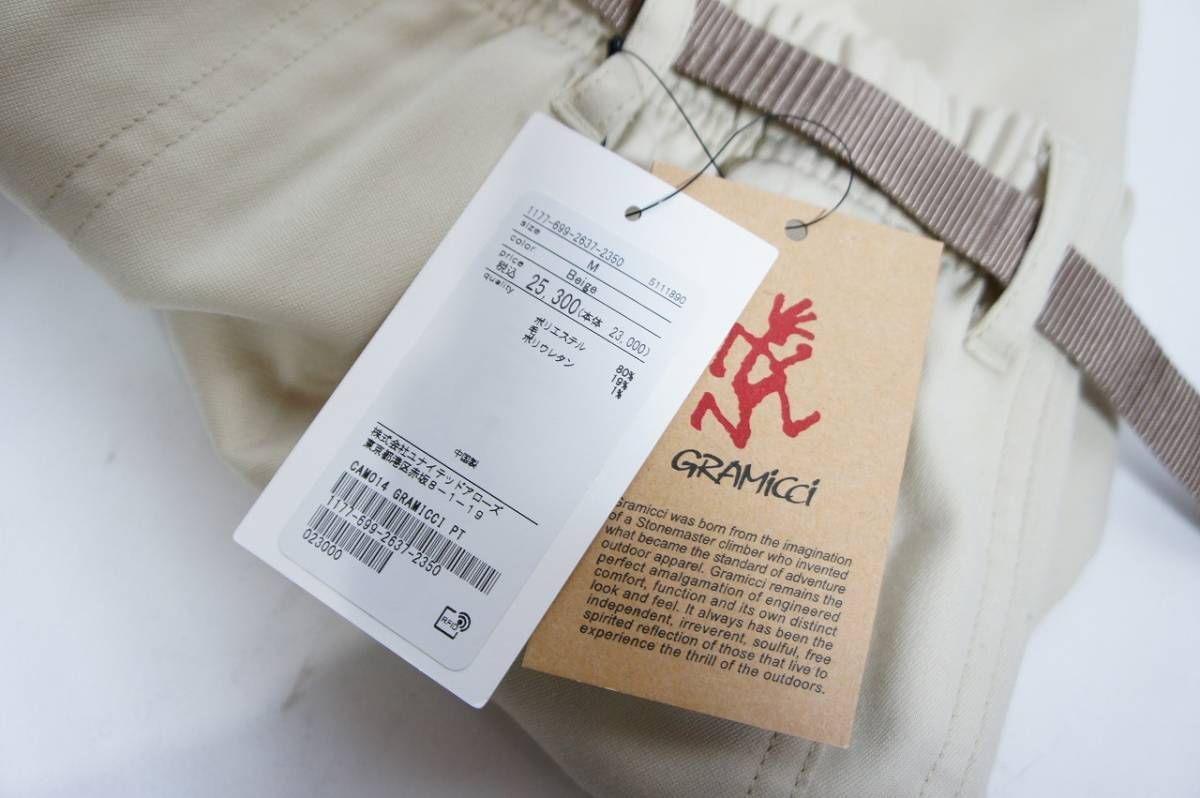 1177-699-2637-2350
size M 5111890
color Beige
price
税込 25,300(本体 23,000)
quality
ポリエステル 80%
毛 19%
ポリウレタン 1%
中国製
株式会社ユナイテッドアローズ
東京都港区赤坂8-1-19
CAM014 GRAMICCI PT
1177-699-2637-2350
023000
RFID
GRAMICCI
Gramicci was born from the imagination
of a Stonemaster climber who invented
what became the standard of adventure
outdoor apparel. Gramicci remains the
perfect amalgamation of engineered
comfort, function and its own distinct
look and feel. It always has been the
independent, irreverent, soulful, free
spirited reflection of those that live to
experience the thrill of the outdoors.